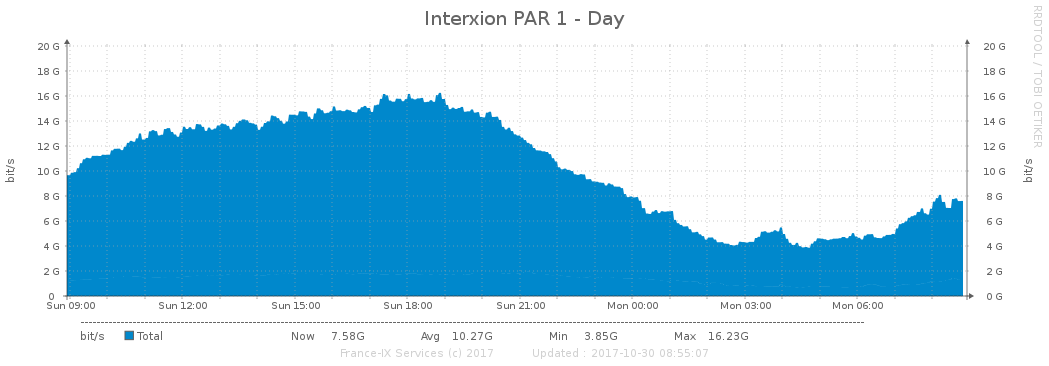 Interxion PAR 1 - Day
RRDTOOL / TOBI OETIKER
20 G 20 G
18 G 18 G
16 G 16 G
14 G 14 G
12 G 12 G
10 G 10 G
8 G 8 G
6 G 6 G
4 G 4 G
2 G 2 G
0 0 G
bit/s bit/s
Sun 09:00 Sun 12:00 Sun 15:00 Sun 18:00 Sun 21:00 Mon 00:00 Mon 03:00 Mon 06:00
bit/s Total Now 7.58G Avg 10.27G Min 3.85G Max 16.23G
France-IX Services (c) 2017 Updated : 2017-10-30 08:55:07